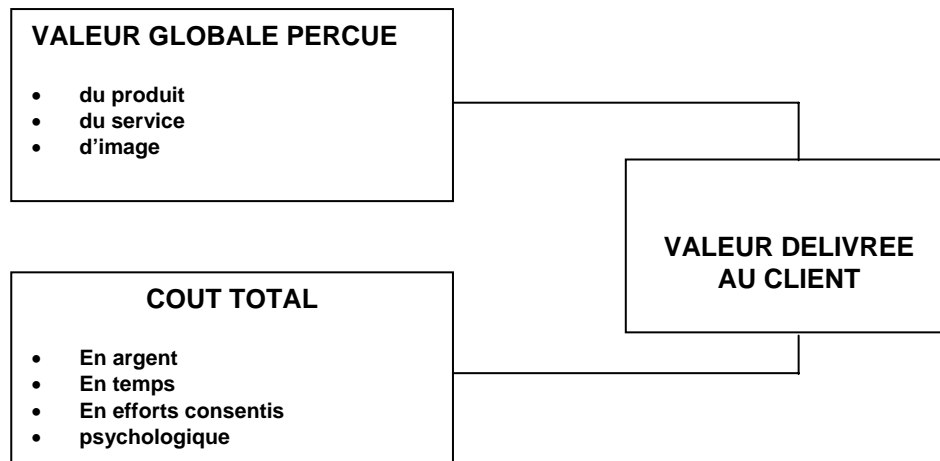 VALEUR GLOBALE PERCUE
• du produit
• du service
• d'image
VALEUR DELIVREE
AU CLIENT
COUT TOTAL
• En argent
• En temps
• En efforts consentis
• psychologique